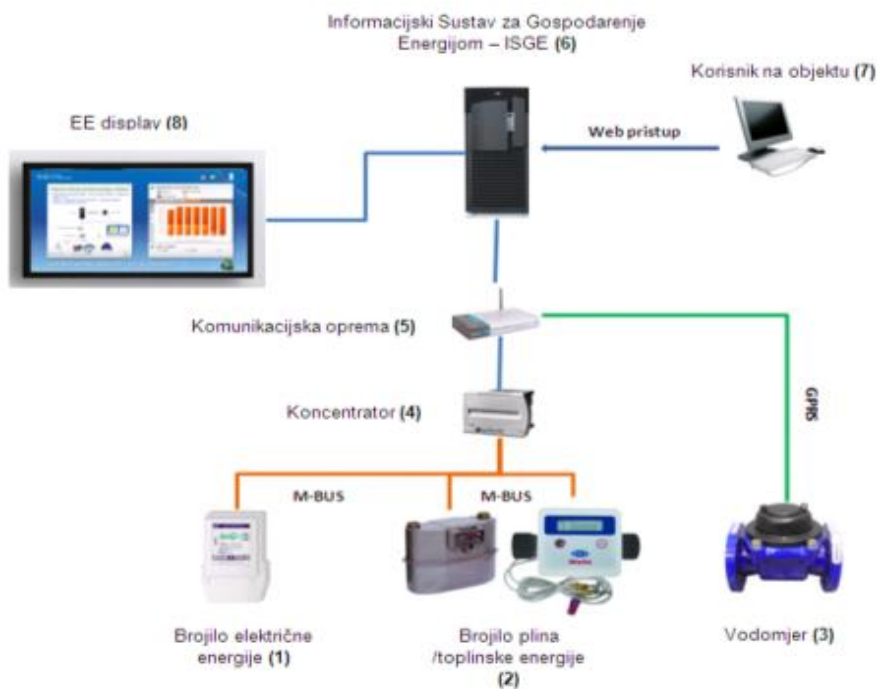 Informacijski Sustav za Gospodarenje
Energijom – ISGE (6)
Korisnik na objektu (7)
EE display (8)
Web pristup
Komunikacijska oprema (5)
GPRS
Koncentrator (4)
M-BUS
M-BUS
Brojilo električne
energije (1)
Brojilo plina
/toplinske energije
(2)
Vodomjer (3)